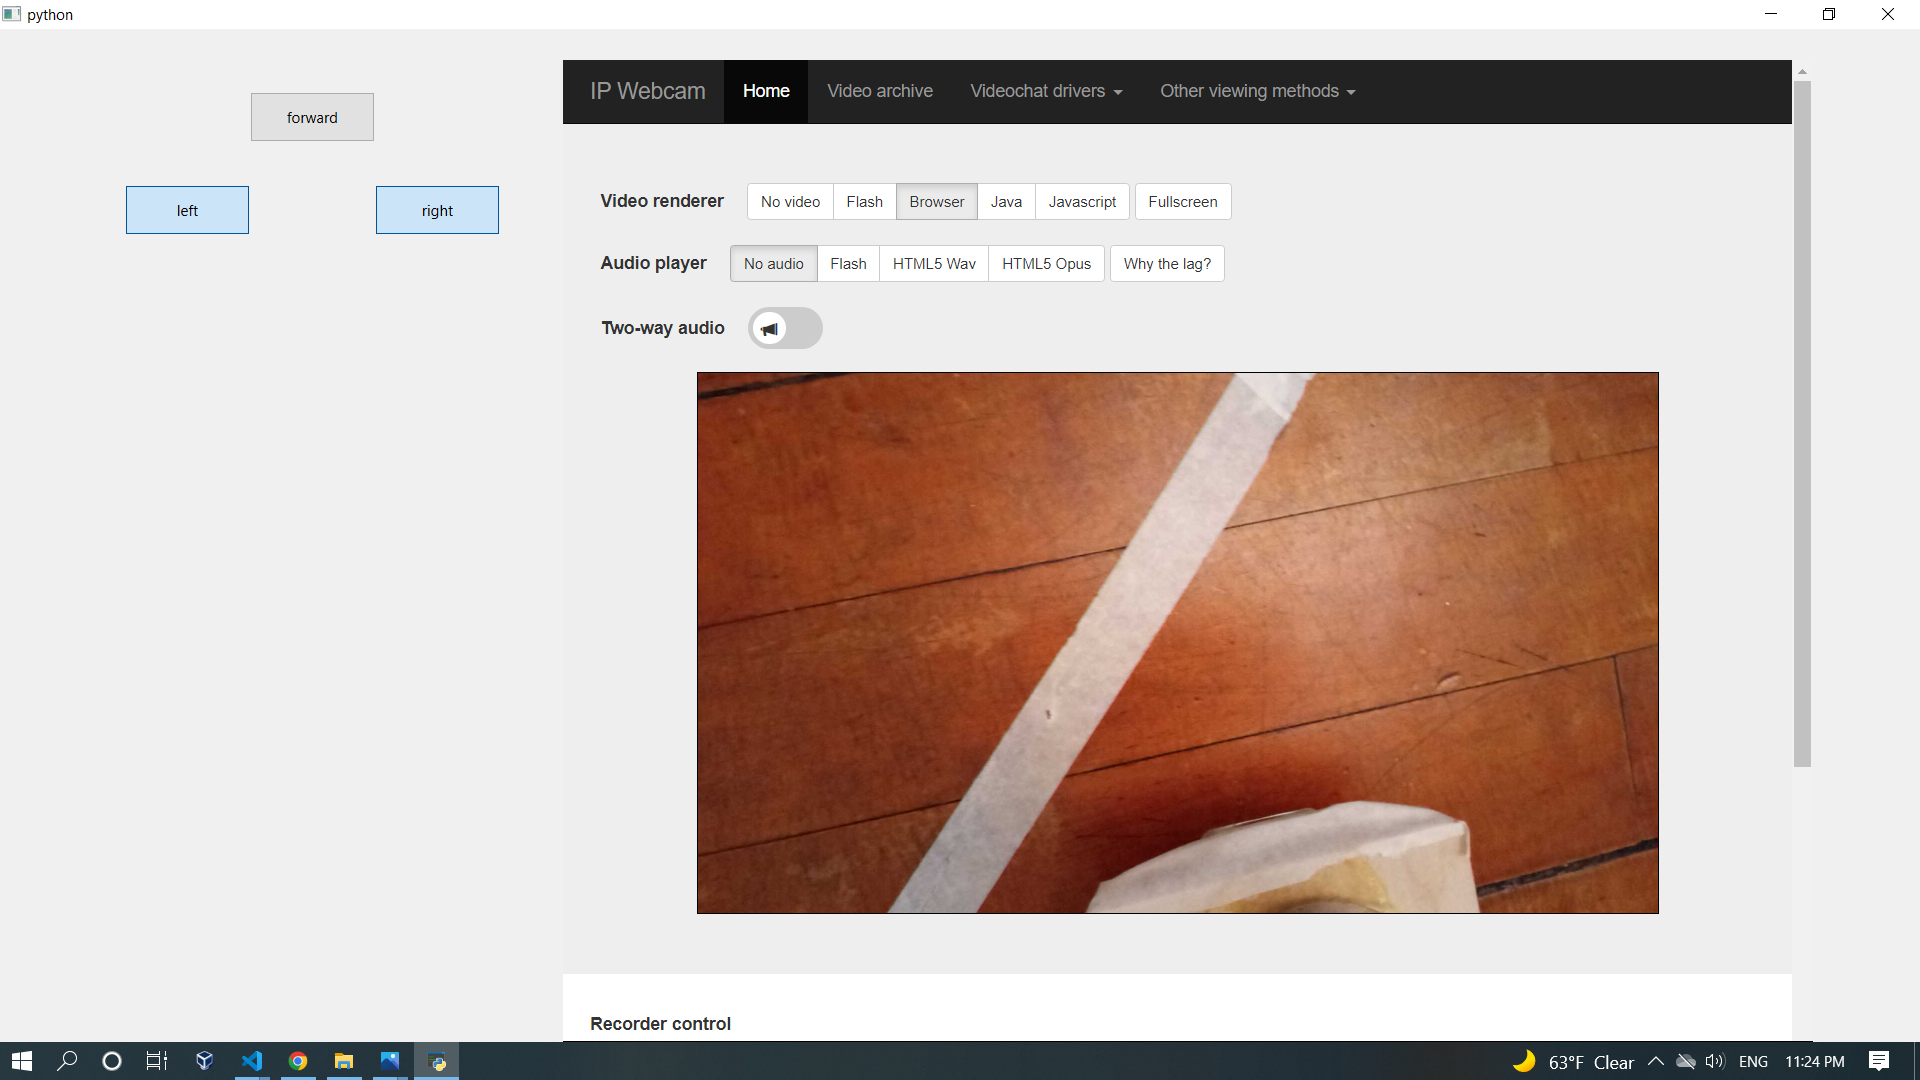 python
forward
left
right
IP Webcam Home Video archive Videochat drivers Other viewing methods
Video renderer No video Flash Browser Java Javascript Fullscreen
Audio player No audio Flash HTML5 Wav HTML5 Opus Why the lag?
Two-way audio
Recorder control
63°F Clear ENG 11:24 PM